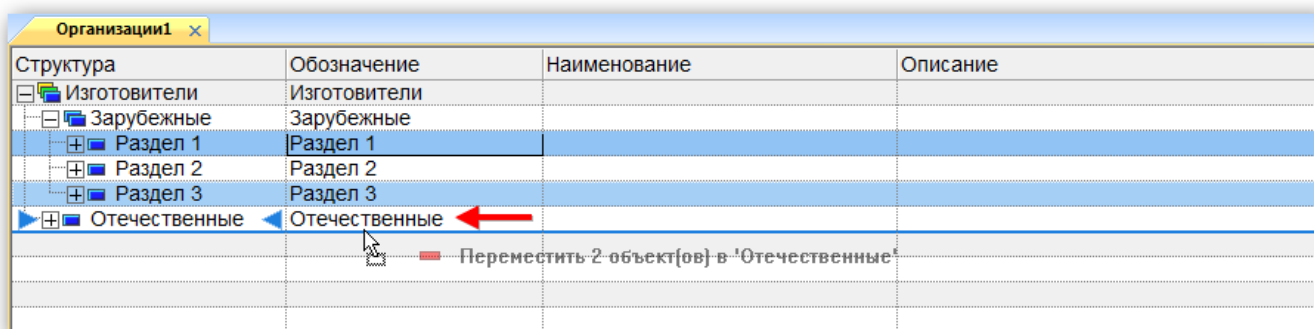 Организации1
Структура Обозначение Наименование Описание
Изготовители Изготовители
Зарубежные Зарубежные
Раздел 1 Раздел 1
Раздел 2 Раздел 2
Раздел 3 Раздел 3
Отечественные Отечественные
Переместить 2 объект(ов) в 'Отечественные'